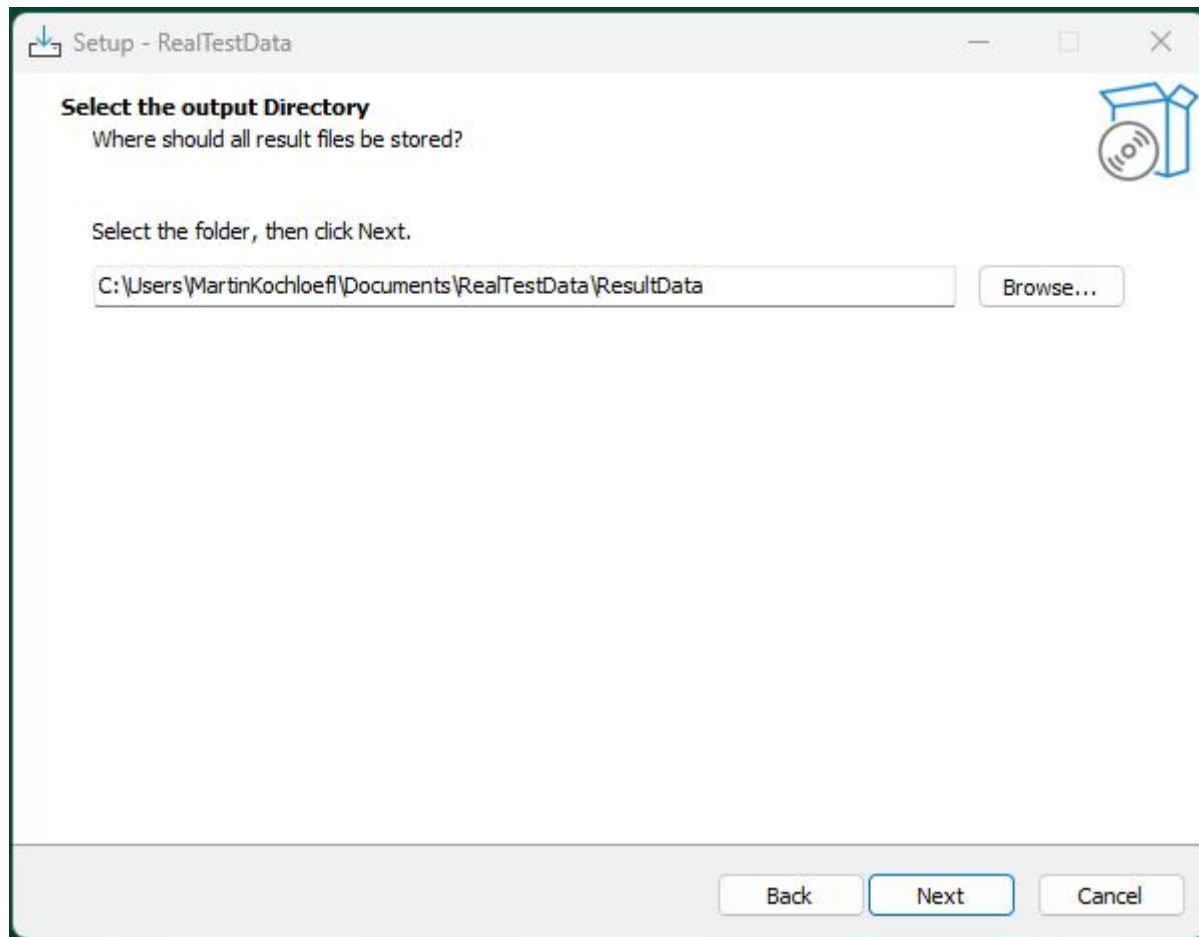 Setup - RealTestData
Select the output Directory
Where should all result files be stored?
Select the folder, then click Next.
C:\Users\MartinKochloefl\Documents\RealTestData\ResultData
Browse...
Back
Next
Cancel